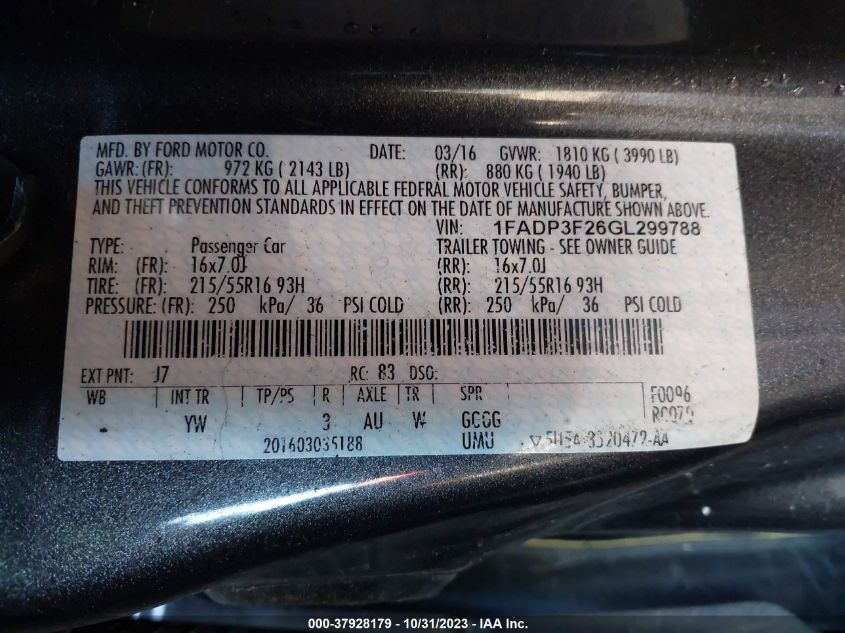 MFD. BY FORD MOTOR CO. DATE: 03/16 GVWR: 1810 KG ( 3990 LB)
GAWR: (FR): 972 KG ( 2143 LB) (RR): 880 KG ( 1940 LB)
THIS VEHICLE CONFORMS TO ALL APPLICABLE FEDERAL MOTOR VEHICLE SAFETY, BUMPER,
AND THEFT PREVENTION STANDARDS IN EFFECT ON THE DATE OF MANUFACTURE SHOWN ABOVE.
VIN: 1FADP3F26GL299788
TYPE: Passenger Car TRAILER TOWING - SEE OWNER GUIDE
RIM: (FR): 16x7.0J (RR): 16x7.0J
TIRE: (FR): 215/55R16 93H (RR): 215/55R16 93H
PRESSURE: (FR): 250 kPa/ 36 PSI COLD (RR): 250 kPa/ 36 PSI COLD
EXT PNT: J7 RC: 83 DSO:
WB INT TR TP/PS R AXLE TR SPR F0096
YW 3 AU W GGGG
201603035188 UMU
000-37928179 - 10/31/2023 - IAA Inc.